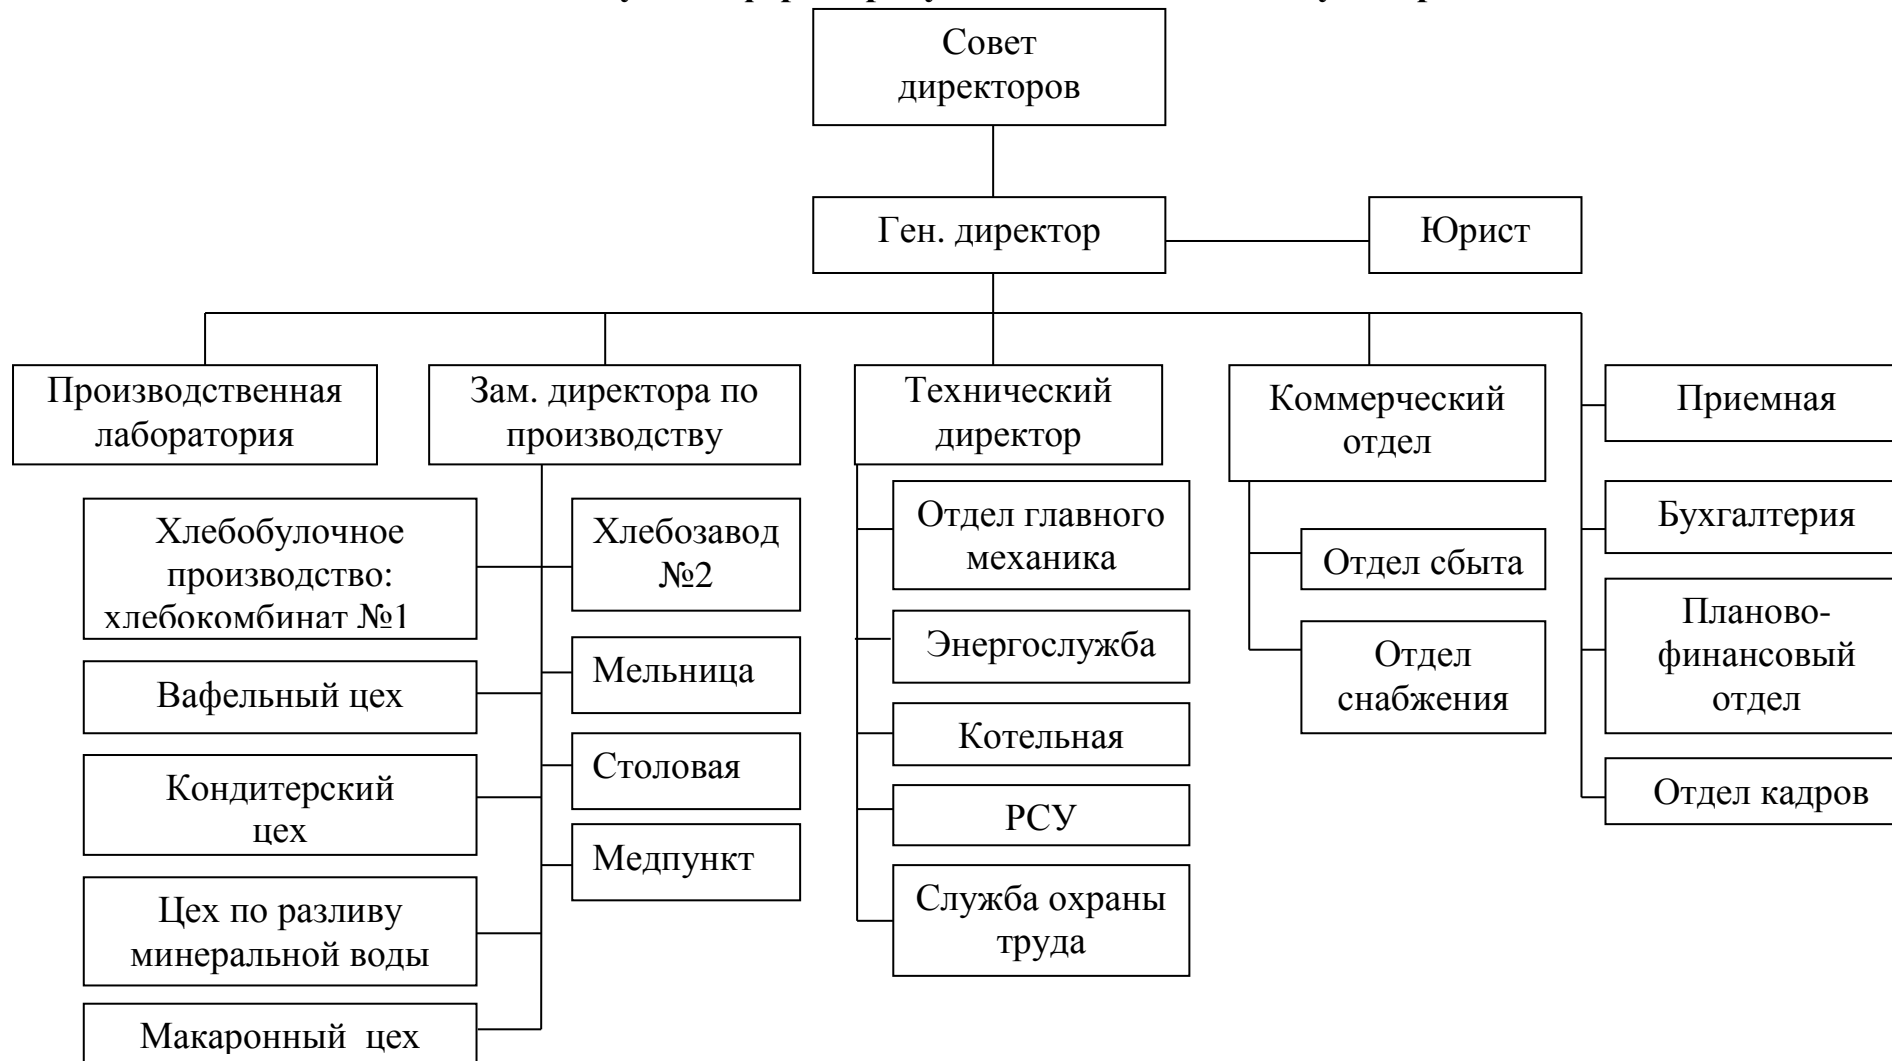 Совет
директоров
Ген. директор
Юрист
Производственная
лаборатория
Зам. директора по
производству
Технический
директор
Коммерческий
отдел
Приемная
Хлебобулочное
производство:
хлебокомбинат №1
Хлебозавод
№2
Отдел главного
механика
Отдел сбыта
Бухгалтерия
Вафельный цех
Мельница
Энергослужба
Отдел
снабжения
Планово-
финансовый
отдел
Кондитерский
цех
Столовая
Котельная
Отдел кадров
Медпункт
РСУ
Цех по разливу
минеральной воды
Служба охраны
труда
Макаронный цех